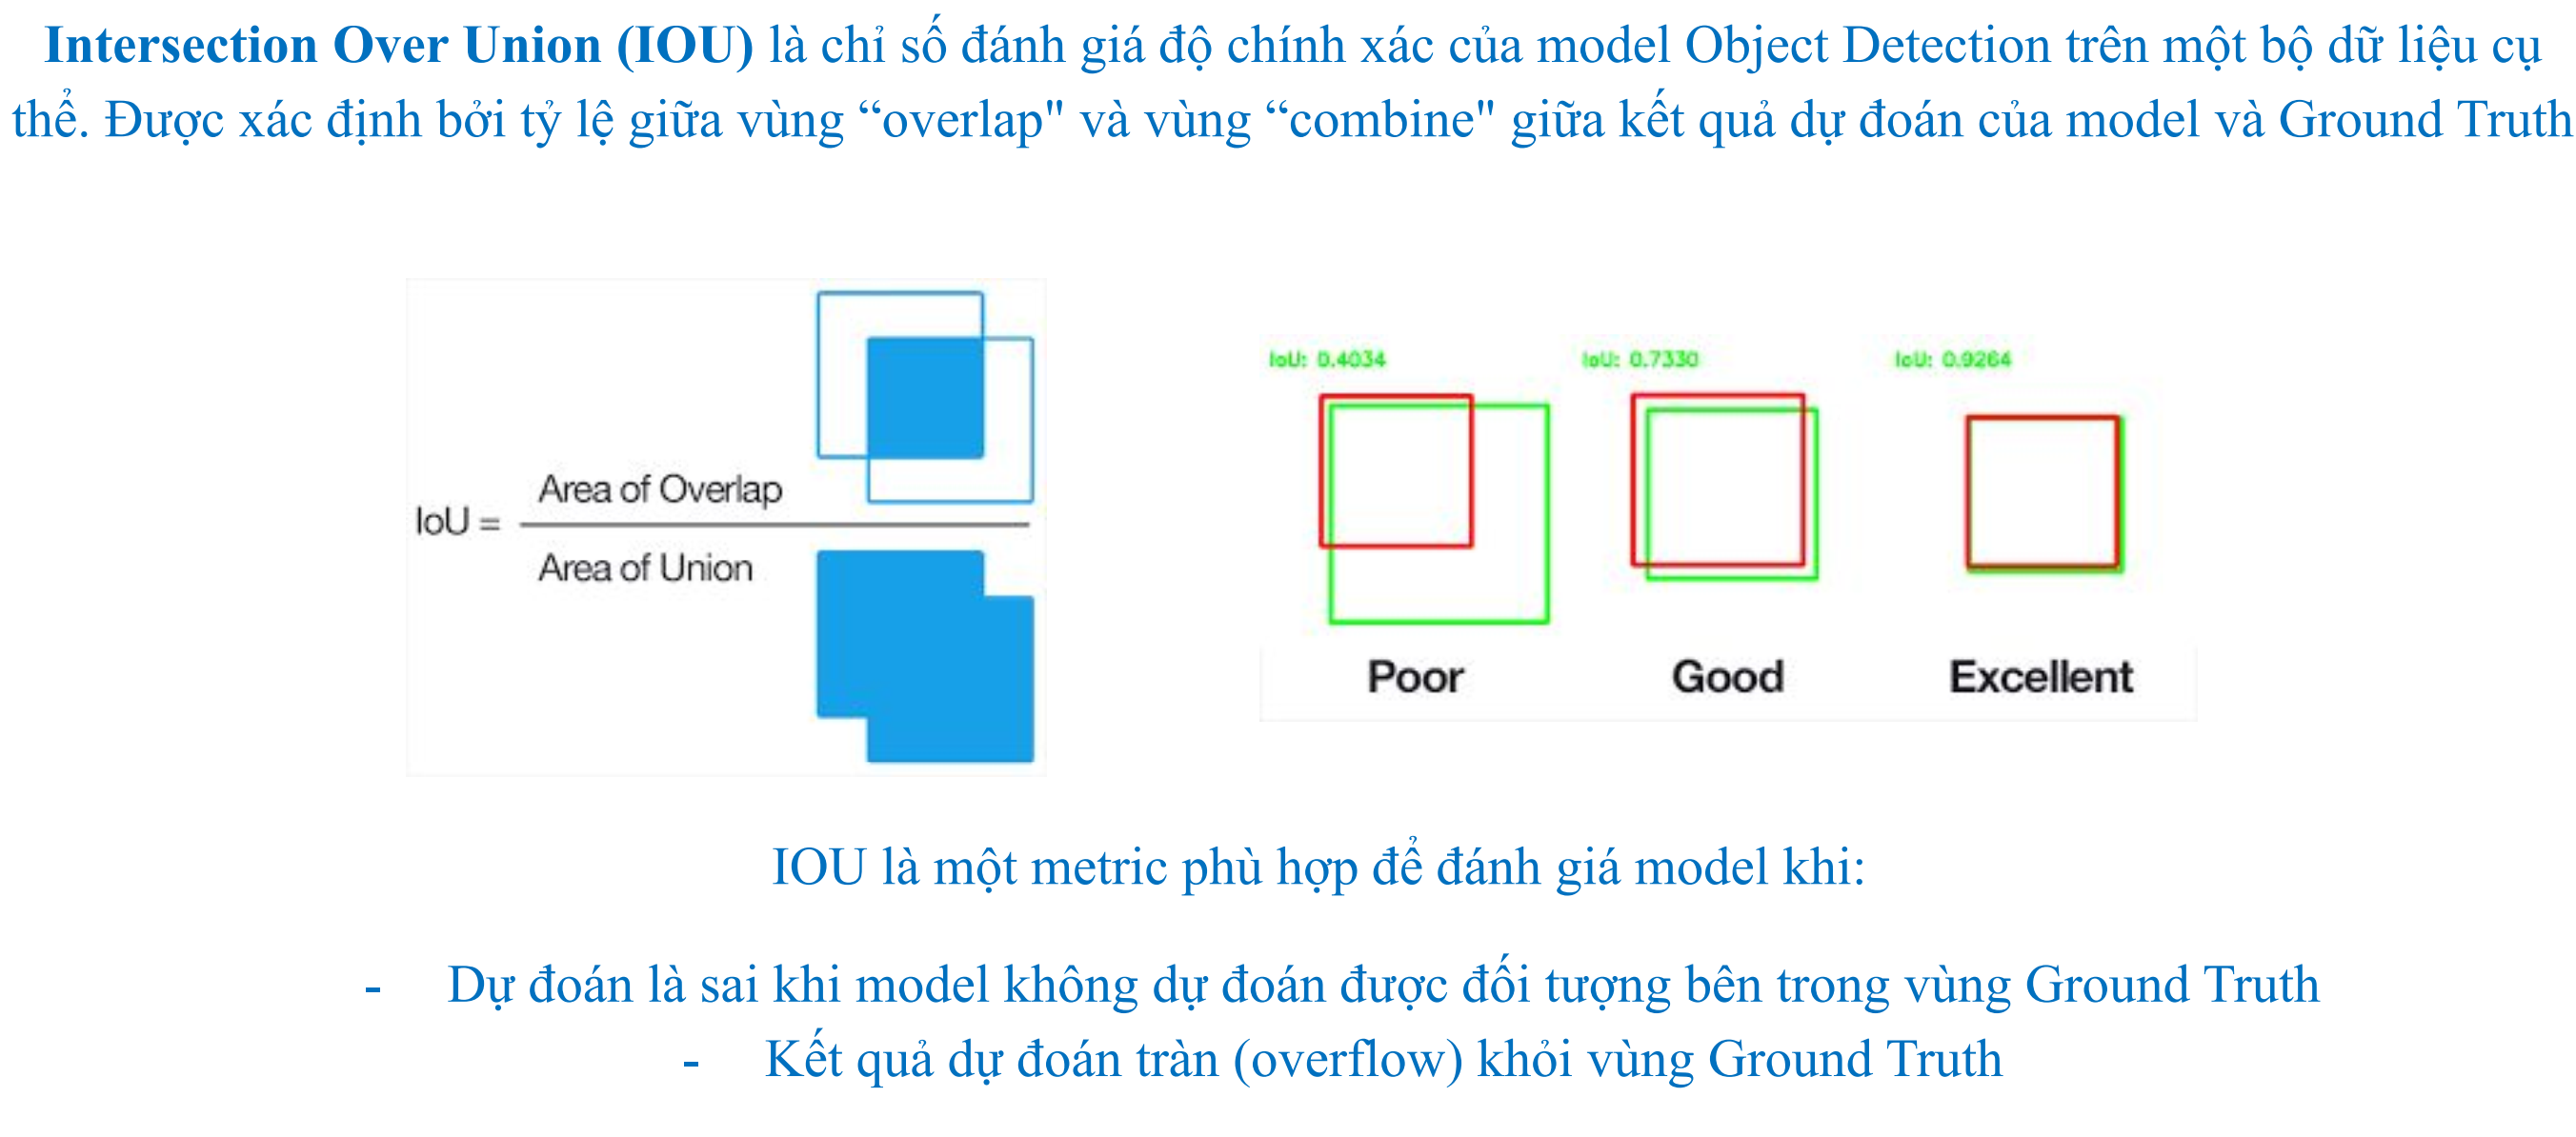 Intersection Over Union (IOU) là chỉ số đánh giá độ chính xác của model Object Detection trên một bộ dữ liệu cụ
thể. Được xác định bởi tỷ lệ giữa vùng “overlap" và vùng “combine" giữa kết quả dự đoán của model và Ground Truth
IoU =
Area of Overlap
Area of Union
IoU: 0.4034
IoU: 0.7330
IoU: 0.9264
Poor
Good
Excellent
IOU là một metric phù hợp để đánh giá model khi:
- Dự đoán là sai khi model không dự đoán được đối tượng bên trong vùng Ground Truth
- Kết quả dự đoán tràn (overflow) khỏi vùng Ground Truth